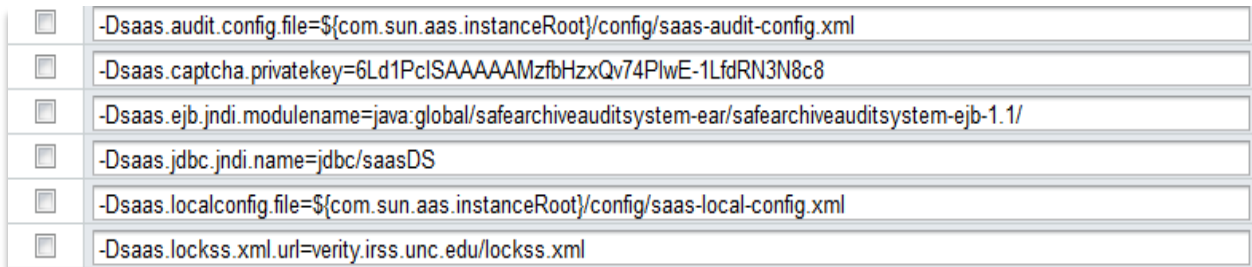 -Dsaas.audit.config.file=${com.sun.aas.instanceRoot}/config/saas-audit-config.xml
-Dsaas.captcha.privatekey=6Ld1PcISAAAAAMzfbHzxQv74PIwE-1LfdRN3N8c8
-Dsaas.ejb.jndi.modulename=java:global/safearchiveauditsystem-ear/safearchiveauditsystem-ejb-1.1/
-Dsaas.jdbc.jndi.name=jdbc/saasDS
-Dsaas.localconfig.file=${com.sun.aas.instanceRoot}/config/saas-local-config.xml
-Dsaas.lockss.xml.url=verity.irss.unc.edu/lockss.xml